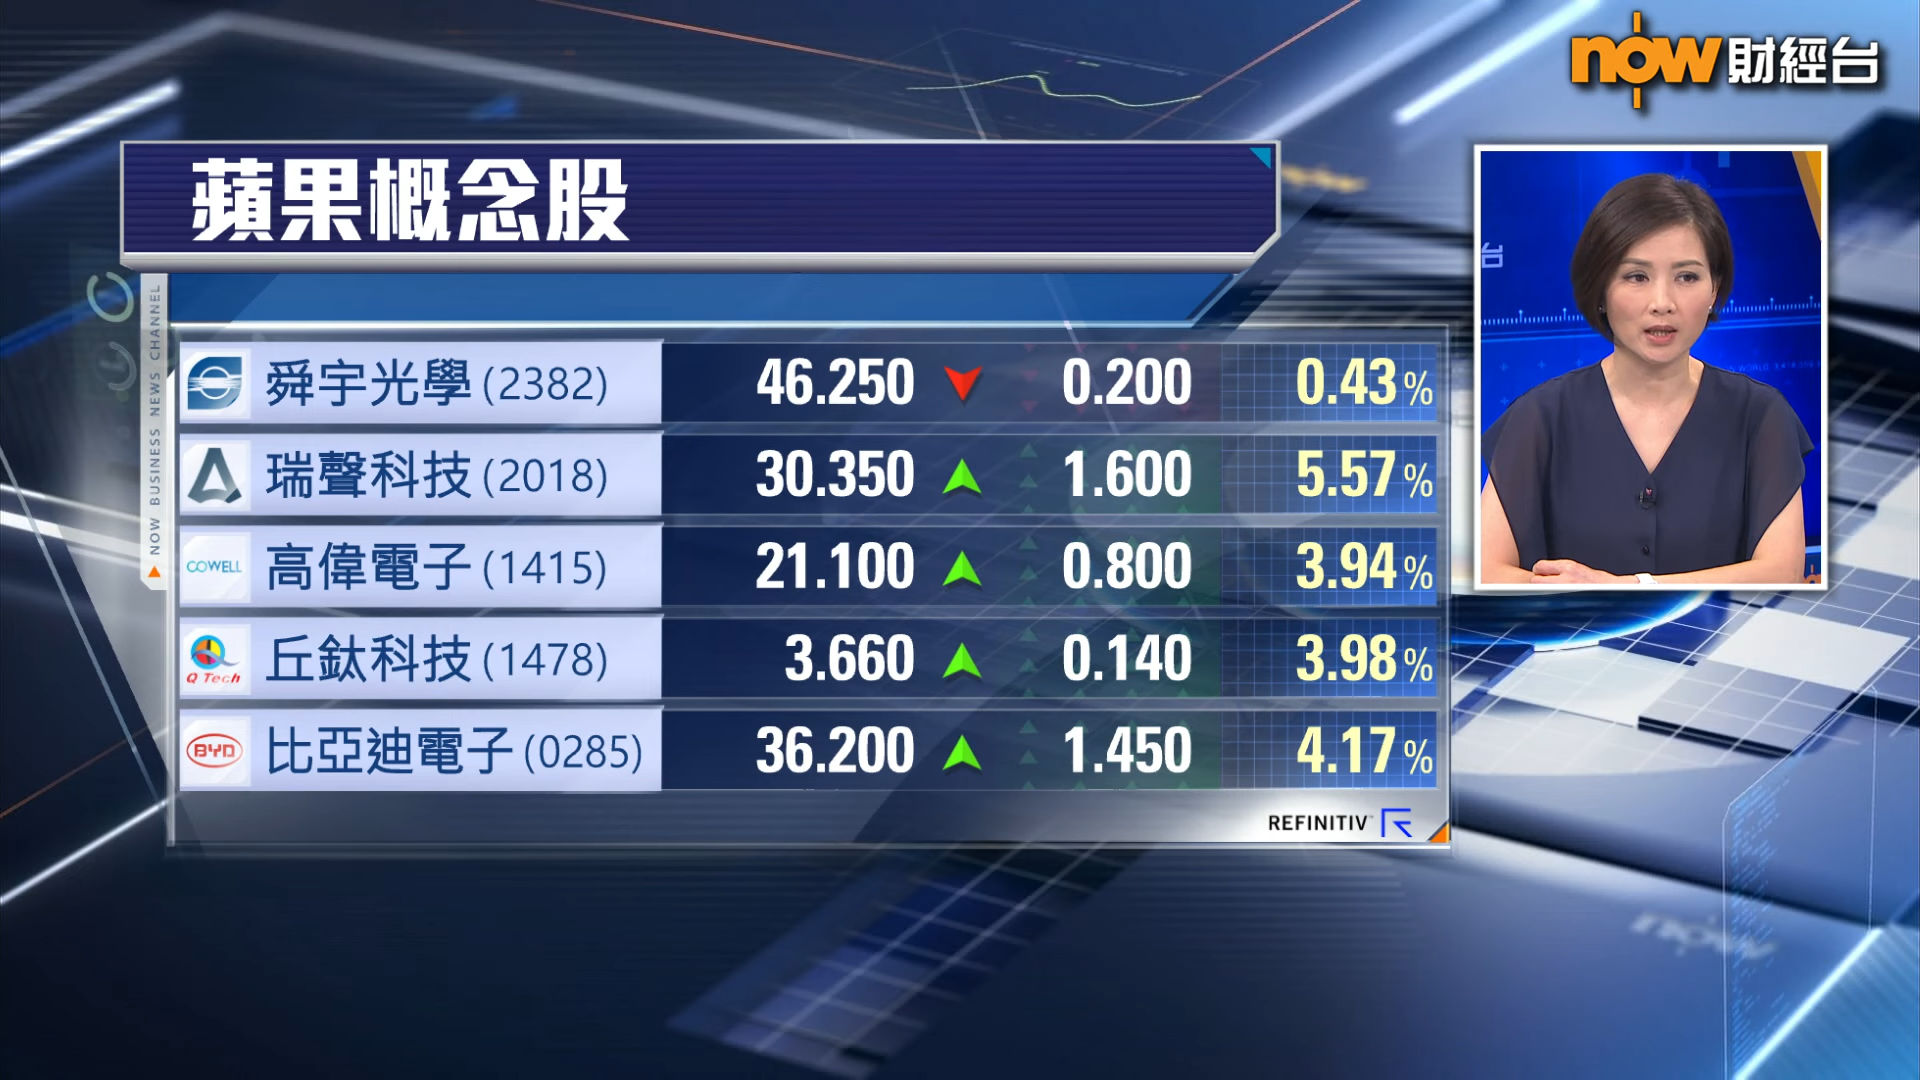 now財經台
蘋果概念股
NOW BUSINESS NEWS CHANNEL
舜宇光學 (2382) 46.250 0.200 0.43%
瑞聲科技 (2018) 30.350 1.600 5.57%
COWELL 高偉電子 (1415) 21.100 0.800 3.94%
Q Tech 丘鈦科技 (1478) 3.660 0.140 3.98%
BYD 比亞迪電子 (0285) 36.200 1.450 4.17%
REFINITIV
台
now
now